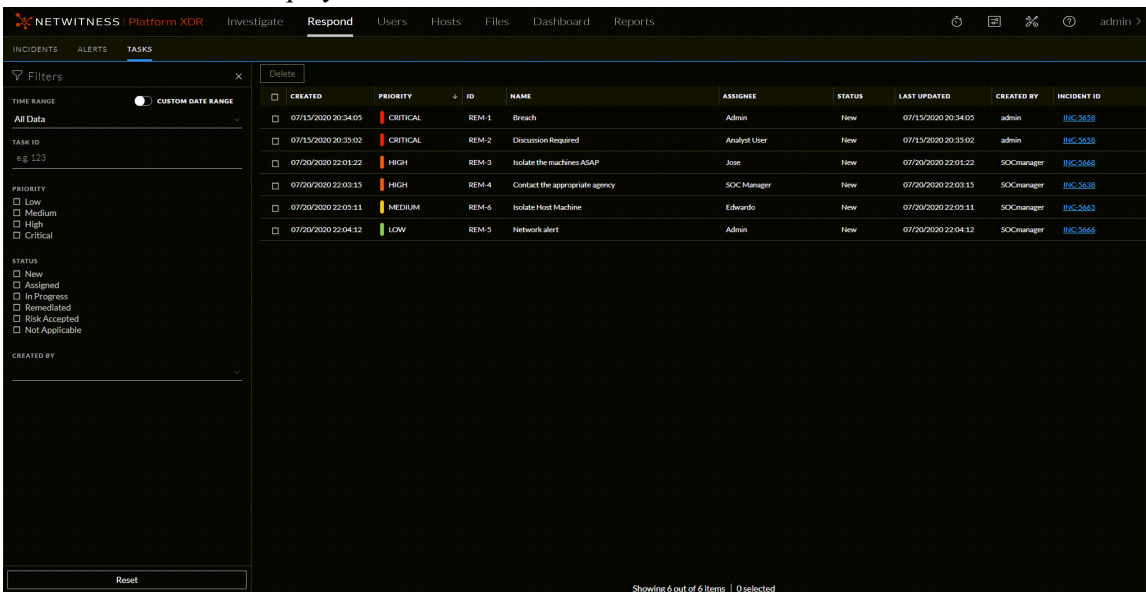 NETWITNESS Platform XDR Investigate Respond Users Hosts Files Dashboard Reports admin >
INCIDENTS ALERTS TASKS
Filters ×
TIME RANGE CUSTOM DATE RANGE
All Data
TASK ID
e.g. 123
PRIORITY
Low
Medium
High
Critical
STATUS
New
Assigned
In Progress
Remediated
Risk Accepted
Not Applicable
CREATED BY
Reset
Delete
CREATED PRIORITY ID NAME ASSIGNEE STATUS LAST UPDATED CREATED BY INCIDENT ID
07/15/2020 20:34:05 CRITICAL REM-1 Breach Admin New 07/15/2020 20:34:05 admin INC-5658
07/15/2020 20:35:02 CRITICAL REM-2 Discussion Required Analyst User New 07/15/2020 20:35:02 admin INC-5658
07/20/2020 22:01:22 HIGH REM-3 Isolate the machines ASAP Jose New 07/20/2020 22:01:22 SOCmanager INC-5668
07/20/2020 22:03:15 HIGH REM-4 Contact the appropriate agency SOC Manager New 07/20/2020 22:03:15 SOCmanager INC-5638
07/20/2020 22:05:11 MEDIUM REM-6 Isolate Host Machine Edwardo New 07/20/2020 22:05:11 SOCmanager INC-5663
07/20/2020 22:04:12 LOW REM-5 Network alert Admin New 07/20/2020 22:04:12 SOCmanager INC-5666
Showing 6 out of 6 items | 0 selected